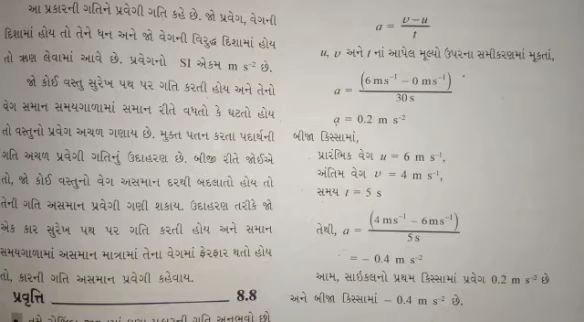 આ પ્રકારની ગતિને પ્રવેગી ગતિ કહે છે. જો પ્રવેગ, વેગની
દિશામાં હોય તો તેને ધન અને જો વેગની વિરુદ્ધ દિશામાં હોય
તો ઋણ લેવામાં આવે છે. પ્રવેગનો SI એકમ m s⁻² છે.
જો કોઈ વસ્તુ સુરેખ પથ પર ગતિ કરતી હોય અને તેનો
વેગ સમાન સમયગાળામાં સમાન રીતે વધતો કે ઘટતો હોય
તો વસ્તુનો પ્રવેગ અચળ ગણાય છે. મુક્ત પતન કરતા પદાર્થની
ગતિ અચળ પ્રવેગી ગતિનું ઉદાહરણ છે. બીજી રીતે જોઈએ
તો, જો કોઈ વસ્તુનો વેગ અસમાન દરથી બદલાતો હોય તો
તેની ગતિ અસમાન પ્રવેગી ગણી શકાય. ઉદાહરણ તરીકે જો
એક કાર સુરેખ પથ પર ગતિ કરતી હોય અને સમાન
સમયગાળામાં અસમાન માત્રામાં તેના વેગમાં ફેરફાર થતો હોય
તો, કારની ગતિ અસમાન પ્રવેગી કહેવાય.
પ્રવૃત્તિ 8.8
a = (v – u) / t
u, v અને t નાં આપેલ મૂલ્યો ઉપરના સમીકરણમાં મૂકતાં,
a = (6 ms⁻¹ – 0 ms⁻¹) / 30 s
a = 0.2 m s⁻²
બીજા કિસ્સામાં,
પ્રારંભિક વેગ u = 6 m s⁻¹,
અંતિમ વેગ v = 4 m s⁻¹,
સમય t = 5 s
તેથી, a = (4 ms⁻¹ – 6 ms⁻¹) / 5 s
= – 0.4 m s⁻²
આમ, સાઇકલનો પ્રથમ કિસ્સામાં પ્રવેગ 0.2 m s⁻² છે
અને બીજા કિસ્સામાં – 0.4 m s⁻² છે.